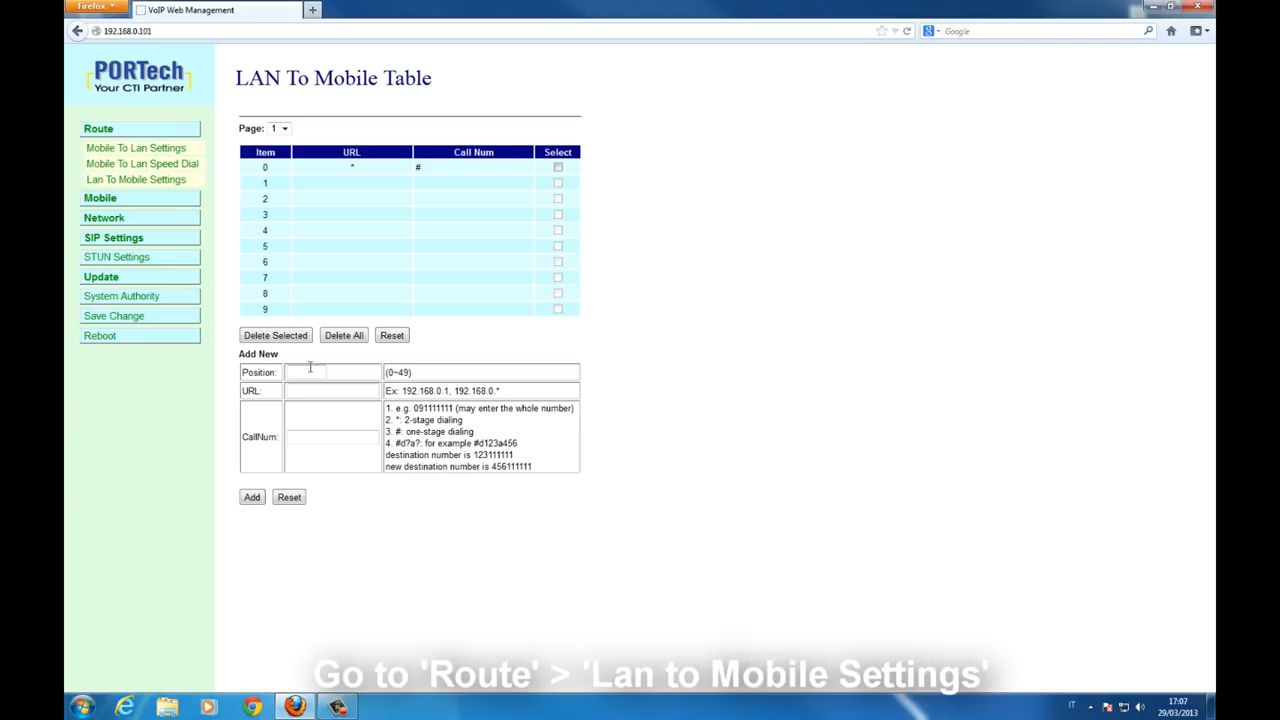 Firefox
VoIP Web Management
192.168.0.101
Google
PORTech
Your CTI Partner
LAN To Mobile Table
Page: 1
Route
Mobile To Lan Settings
Mobile To Lan Speed Dial
Lan To Mobile Settings
Mobile
Network
SIP Settings
STUN Settings
Update
System Authority
Save Change
Reboot
Item URL Call Num Select
0 * #
1
2
3
4
5
6
7
8
9
Delete Selected Delete All Reset
Add New
Position: (0~49)
URL: Ex: 192.168.0.1, 192.168.0.*
CallNum:
1. e.g. 091111111 (may enter the whole number)
2. *: 2-stage dialing
3. #: one-stage dialing
4. #d?a?: for example #d123a456
destination number is 123111111
new destination number is 456111111
Add Reset
Go to 'Route' > 'Lan to Mobile Settings'
IT
17:07
29/03/2013